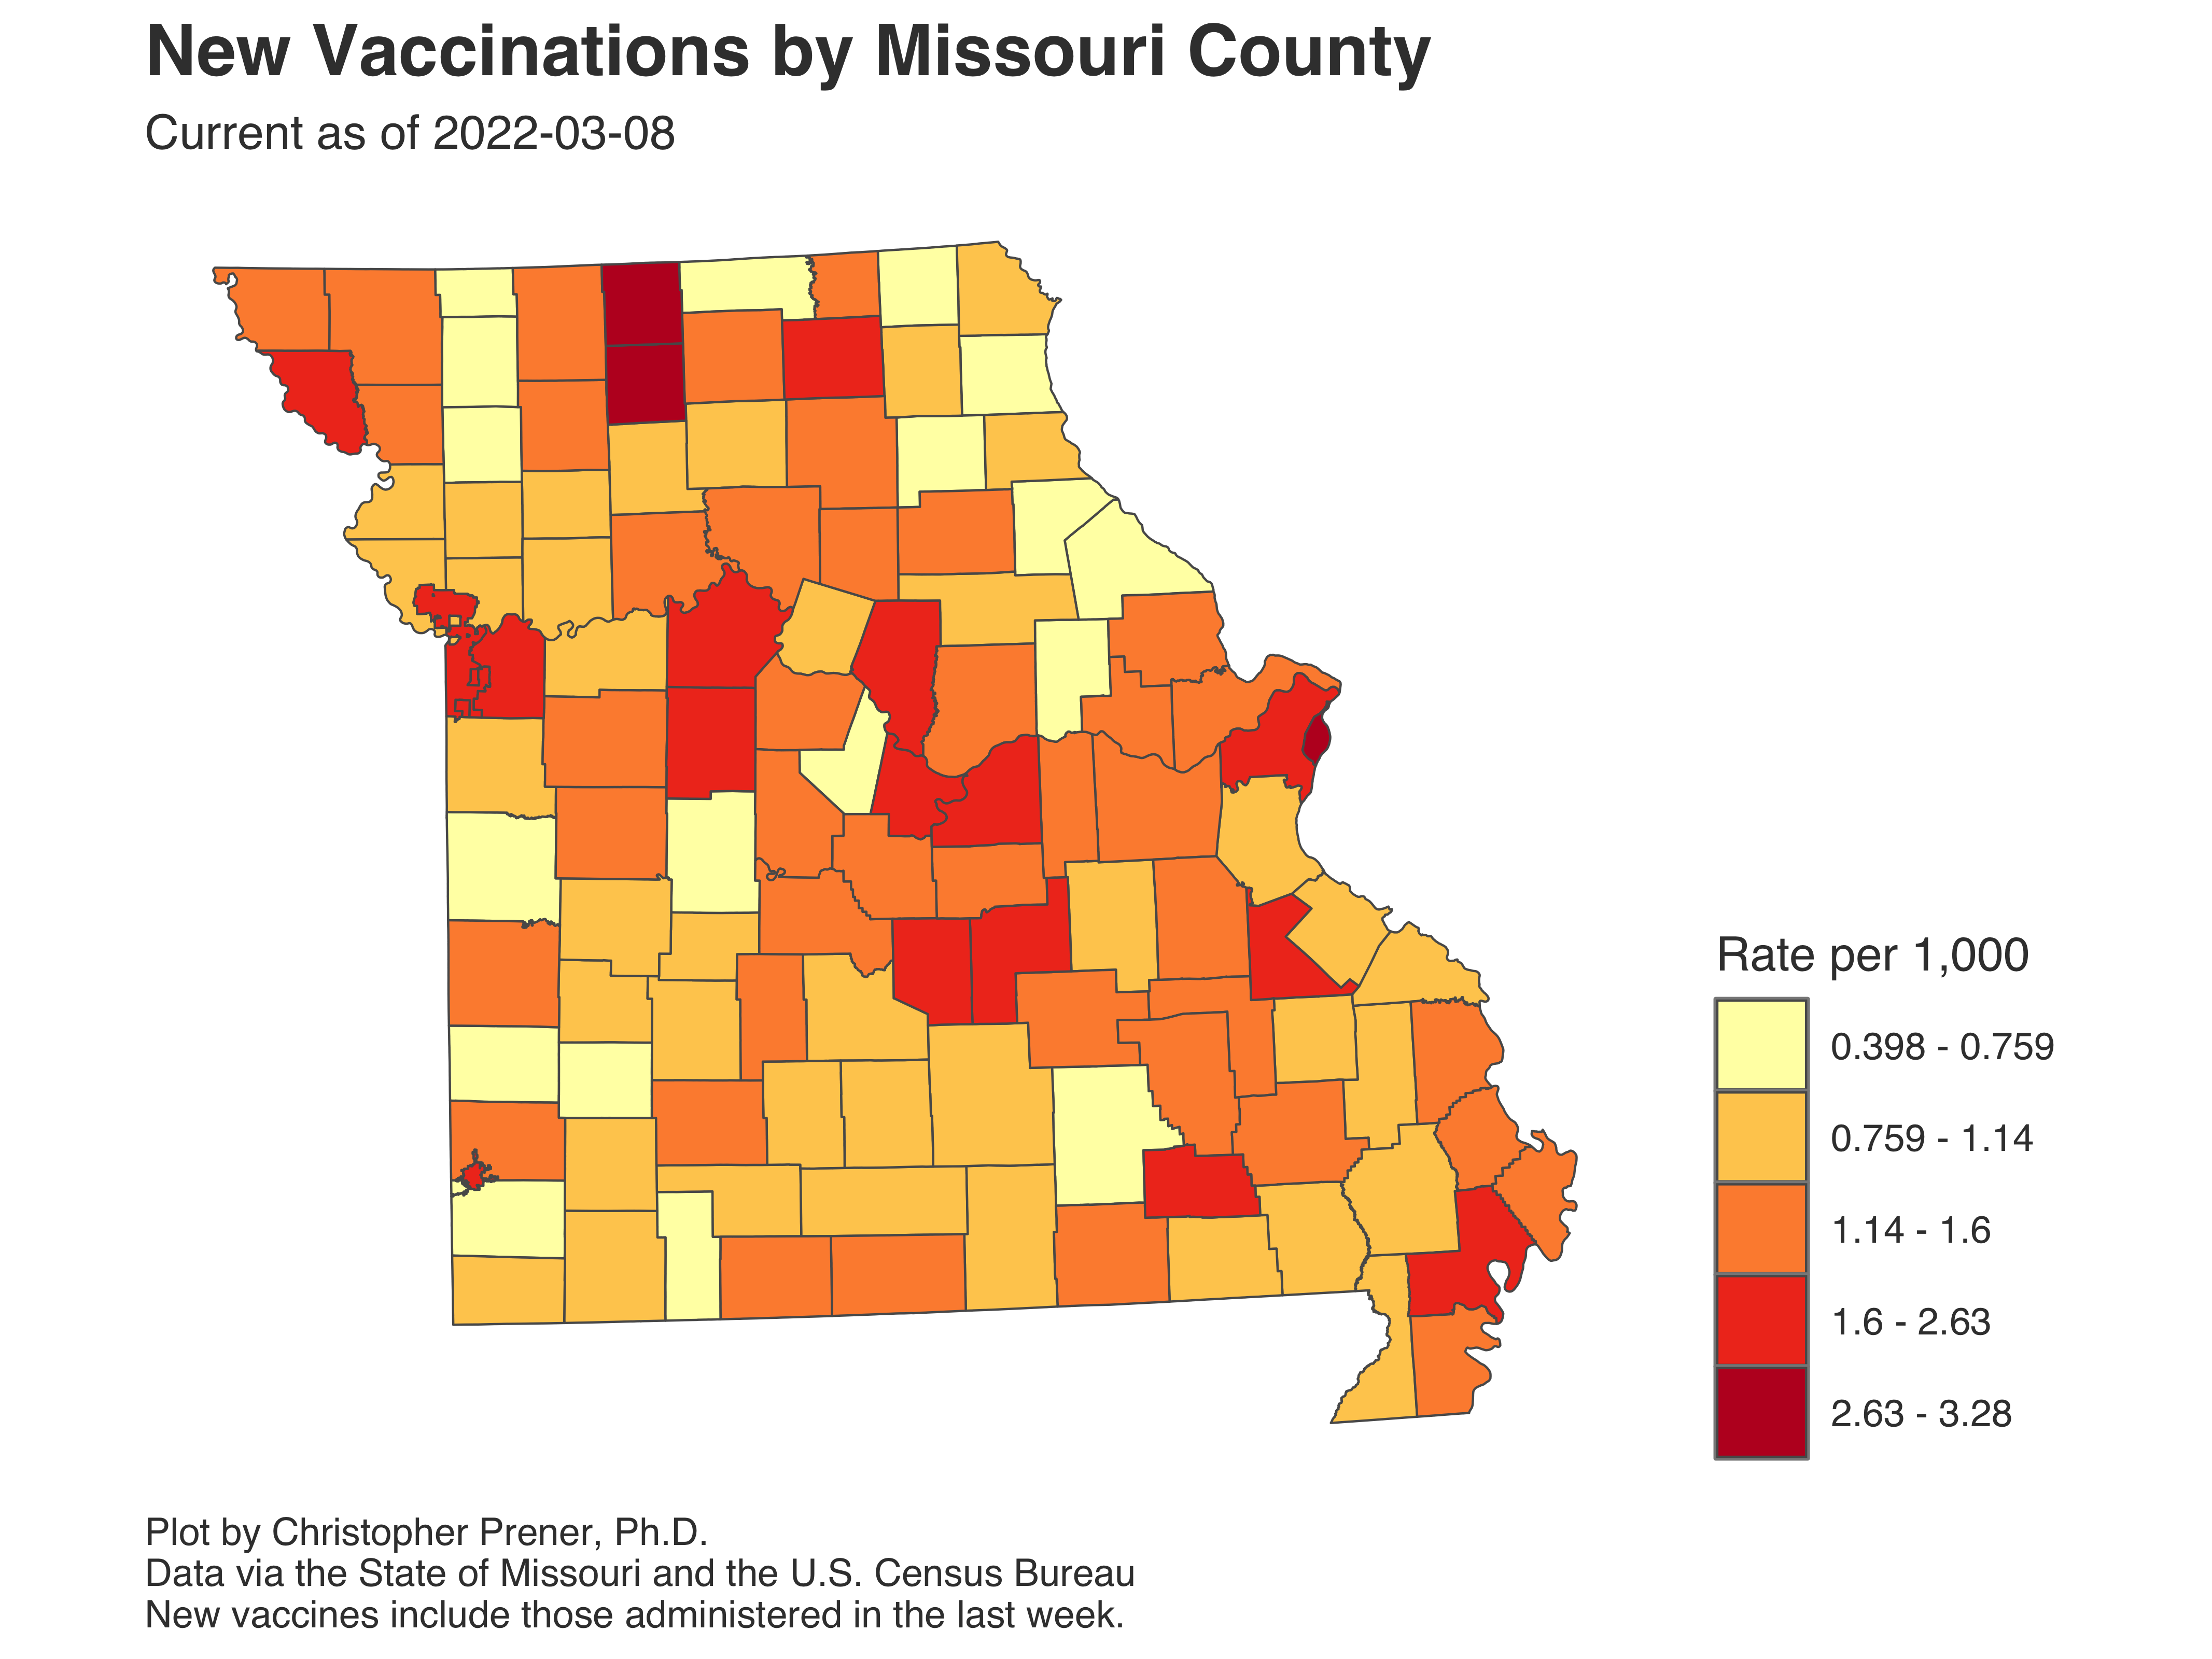 New Vaccinations by Missouri County
Current as of 2022-03-08
Rate per 1,000
0.398 - 0.759
0.759 - 1.14
1.14 - 1.6
1.6 - 2.63
2.63 - 3.28
Plot by Christopher Prener, Ph.D.
Data via the State of Missouri and the U.S. Census Bureau
New vaccines include those administered in the last week.